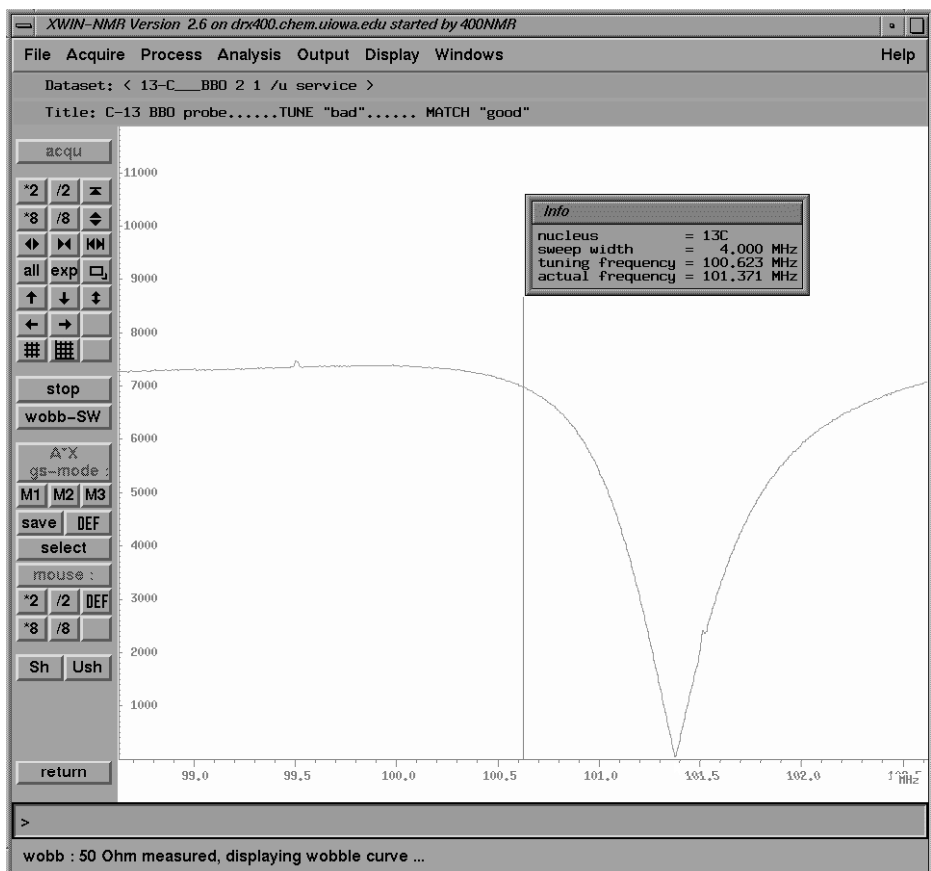 XWIN-NMR Version 2.6 on drx400.chem.uiowa.edu started by 400NMR
File Acquire Process Analysis Output Display Windows Help
Dataset: < 13-C___BBO 2 1 /u service >
Title: C-13 BBO probe......TUNE "bad"...... MATCH "good"
acqu
*2 /2
*8 /8
all exp
stop
wobb-SW
A*X
gs-mode :
M1 M2 M3
save DEF
select
mouse :
*2 /2 DEF
*8 /8
Sh Ush
return
11000
10000
9000
8000
7000
6000
5000
4000
3000
2000
1000
Info
nucleus = 13C
sweep width = 4.000 MHz
tuning frequency = 100.623 MHz
actual frequency = 101.371 MHz
99.0 99.5 100.0 100.5 101.0 101.5 102.0 MHz
>
wobb : 50 Ohm measured, displaying wobble curve ...